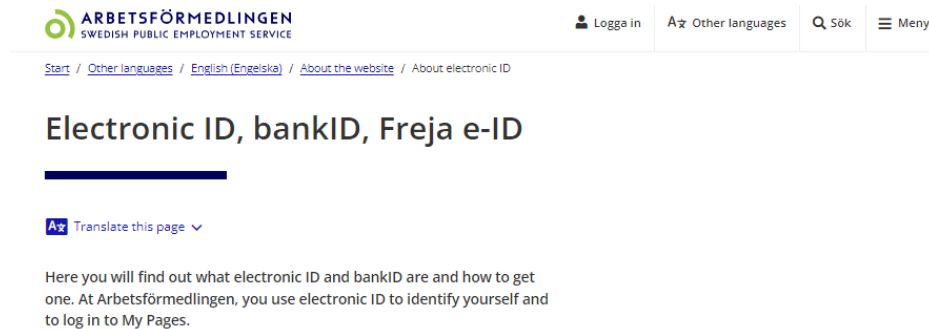 ARBETSFÖRMEDLINGEN
SWEDISH PUBLIC EMPLOYMENT SERVICE
Logga in
Other languages
Sök
Meny
Start / Other languages / English (Engelska) / About the website / About electronic ID
Electronic ID, bankID, Freja e-ID
Translate this page
Here you will find out what electronic ID and bankID are and how to get
one. At Arbetsförmedlingen, you use electronic ID to identify yourself and
to log in to My Pages.